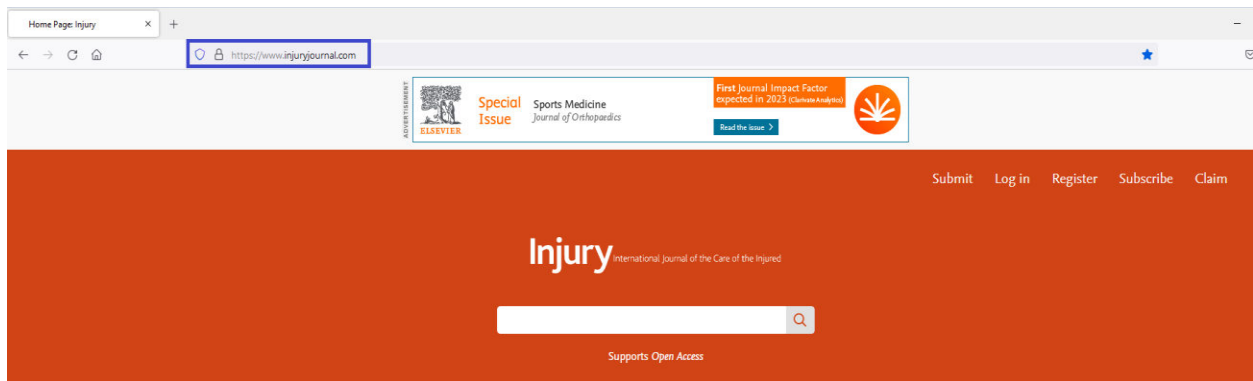 Home Page: Injury
https://www.injuryjournal.com
ADVERTISEMENT
ELSEVIER
Special
Issue
Sports Medicine
Journal of Orthopaedics
First Journal Impact Factor
expected in 2023 (Clarivate Analytics)
Read the issue
Submit Log in Register Subscribe Claim
Injury International Journal of the Care of the Injured
Supports Open Access